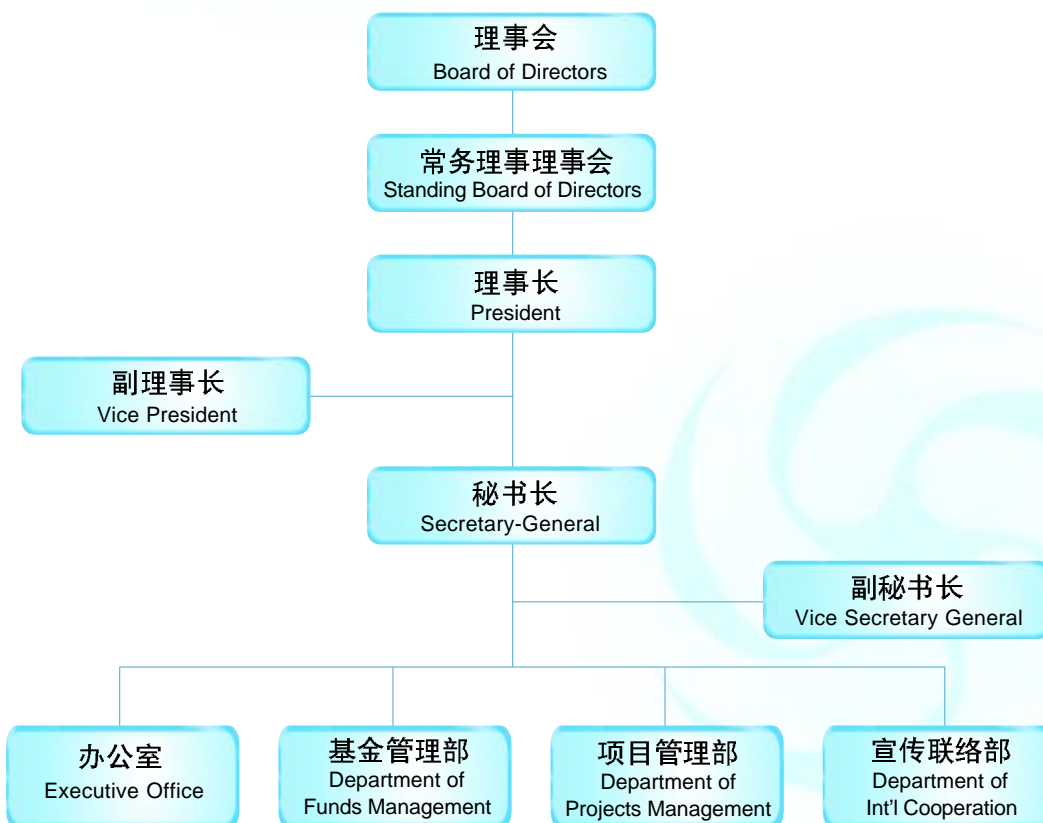 理事会
Board of Directors
常务理事理事会
Standing Board of Directors
理事长
President
副理事长
Vice President
秘书长
Secretary-General
副秘书长
Vice Secretary General
办公室
Executive Office
基金管理部
Department of
Funds Management
项目管理部
Department of
Projects Management
宣传联络部
Department of
Int'l Cooperation